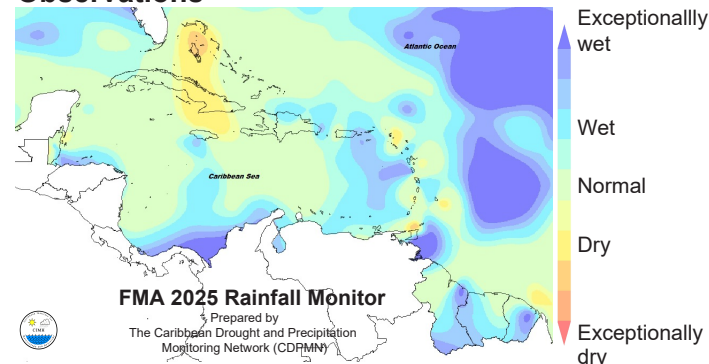 Observations
Exceptionallly
wet
Atlantic Ocean
Wet
Caribbean Sea
Normal
Dry
FMA 2025 Rainfall Monitor
Prepared by
The Caribbean Drought and Precipitation
Monitoring Network (CDPMN)
CIMH
Exceptionally
dry